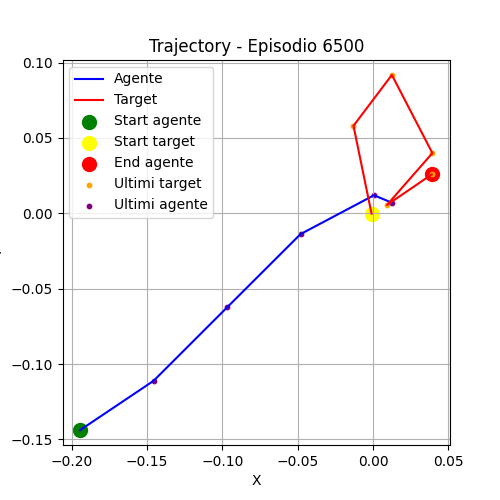 Trajectory - Episodio 6500
0.10
0.05
0.00
−0.05
−0.10
−0.15
Agente
Target
Start agente
Start target
End agente
Ultimi target
Ultimi agente
−0.20
−0.15
−0.10
−0.05
0.00
0.05
X